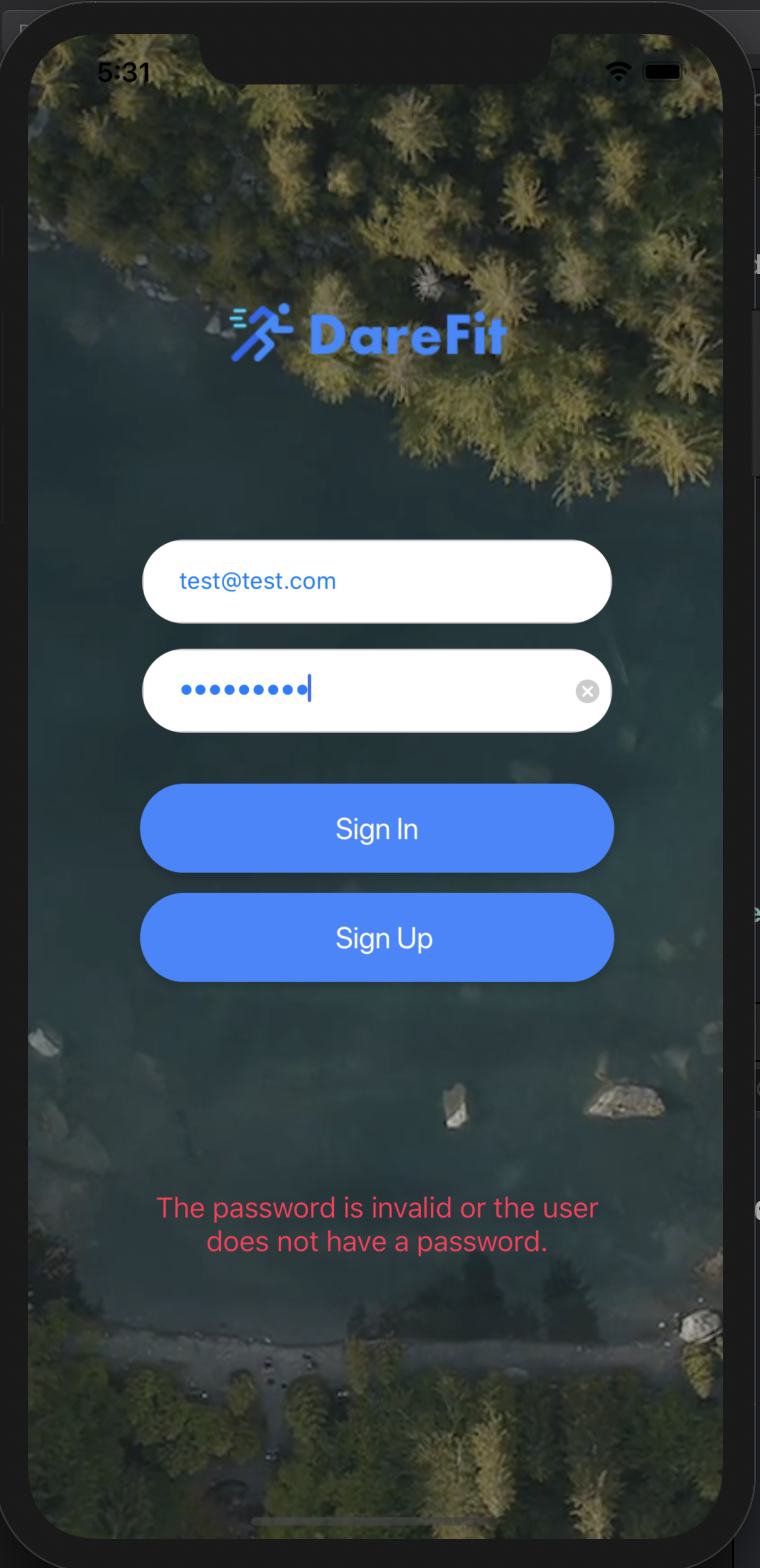 5:31
DareFit
test@test.com
Sign In
Sign Up
The password is invalid or the user
does not have a password.